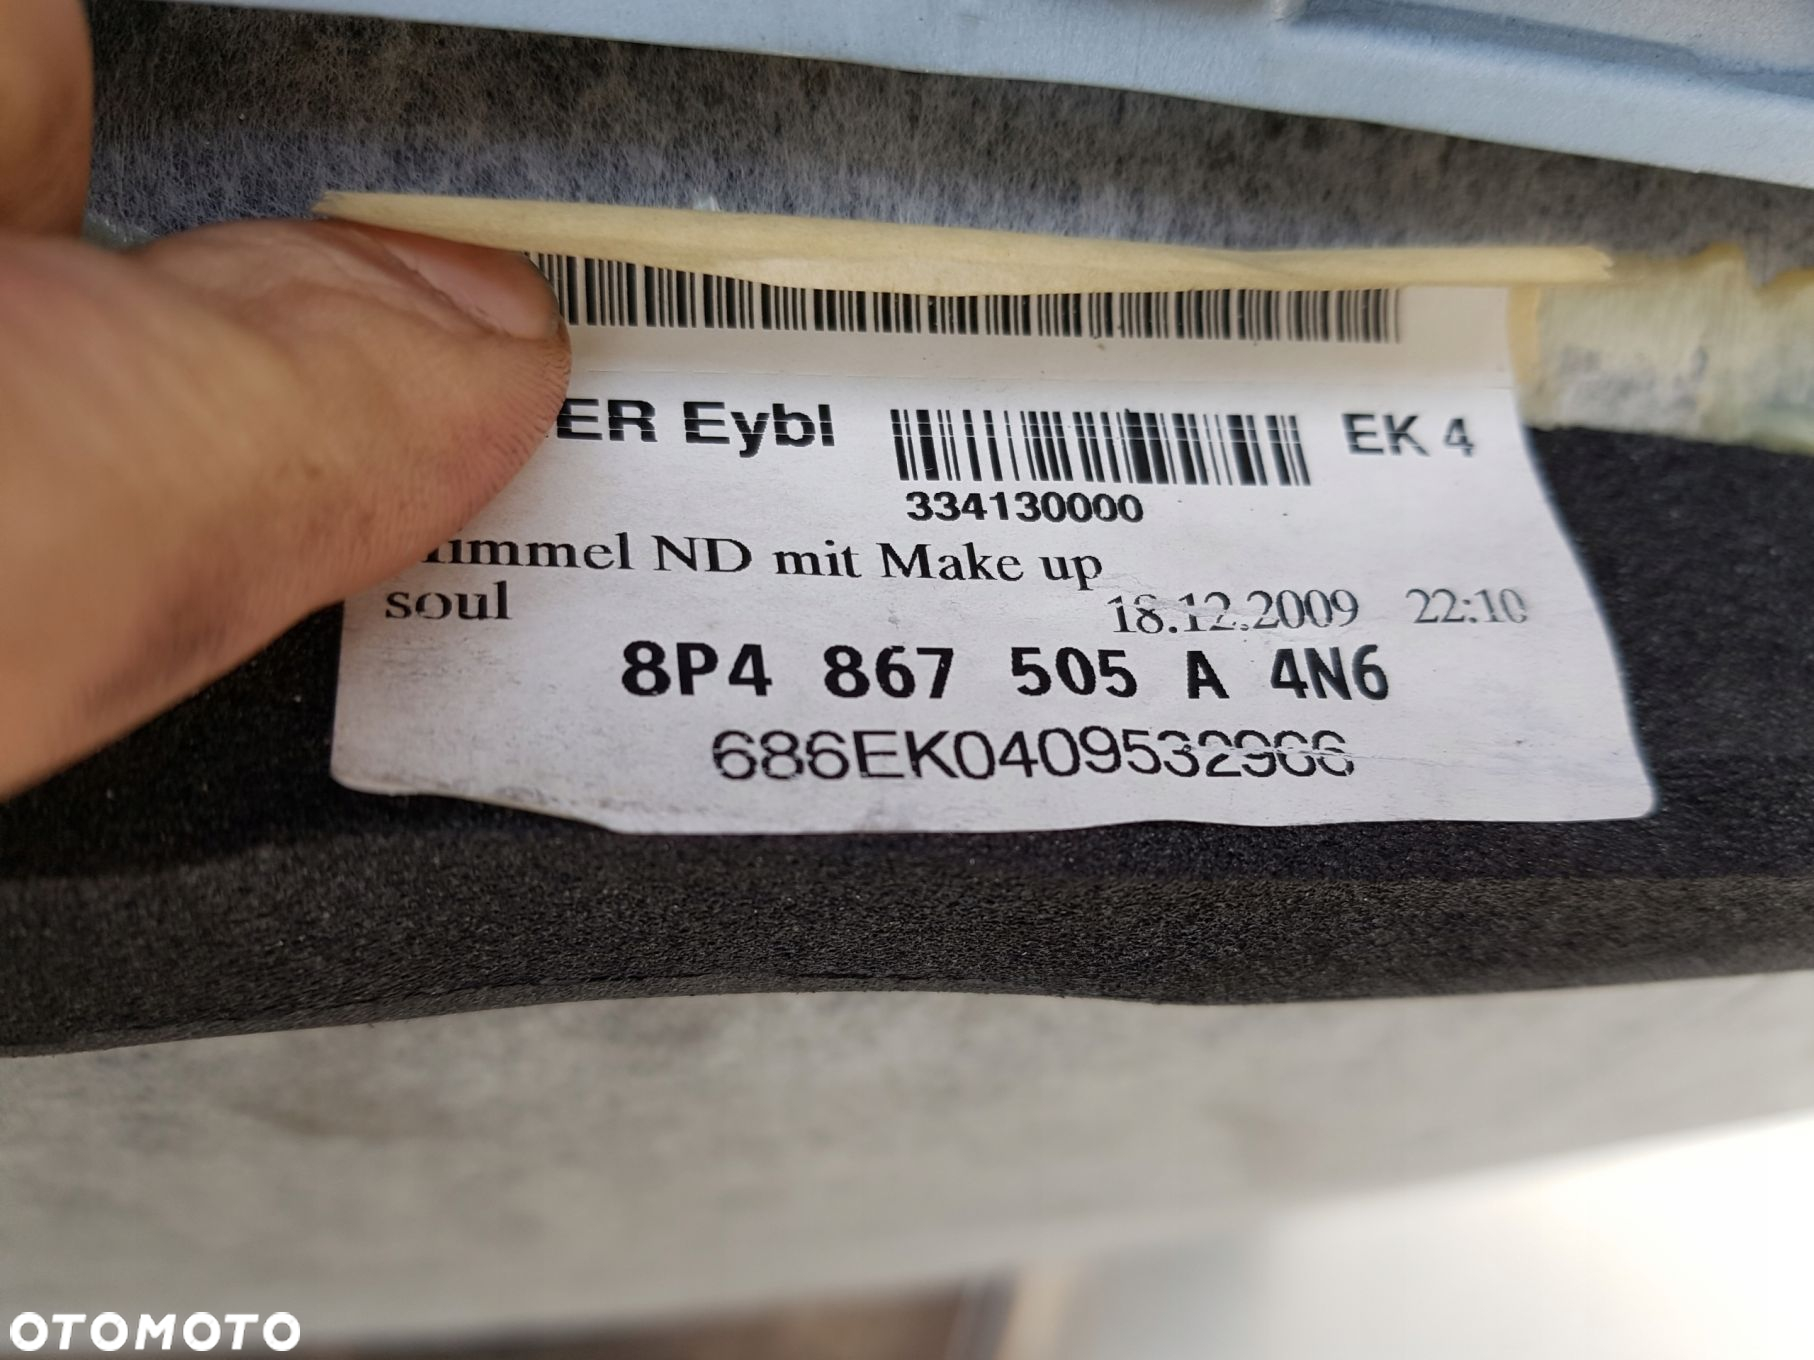 ER Eybl EK 4
334130000
immel ND mit Make up
soul 18.12.2009 22:10
8P4 867 505 A 4N6
686EK0409532966
OTOMOTO